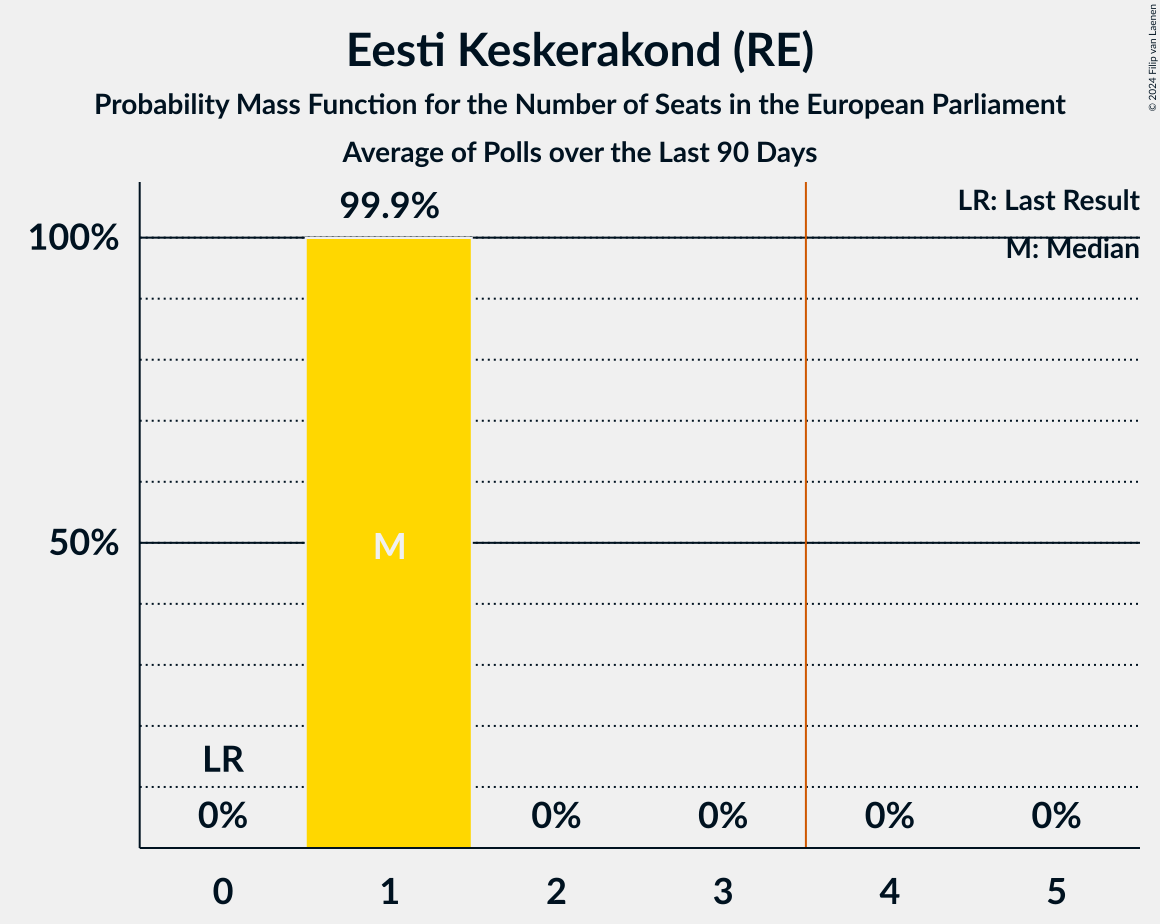 Eesti Keskerakond (RE)
Probability Mass Function for the Number of Seats in the European Parliament
Average of Polls over the Last 90 Days
© 2024 Filip van Laenen
LR: Last Result
M: Median
99.9%
100%
50%
M
LR
0%
0%
0%
0%
0%
0 1 2 3 4 5